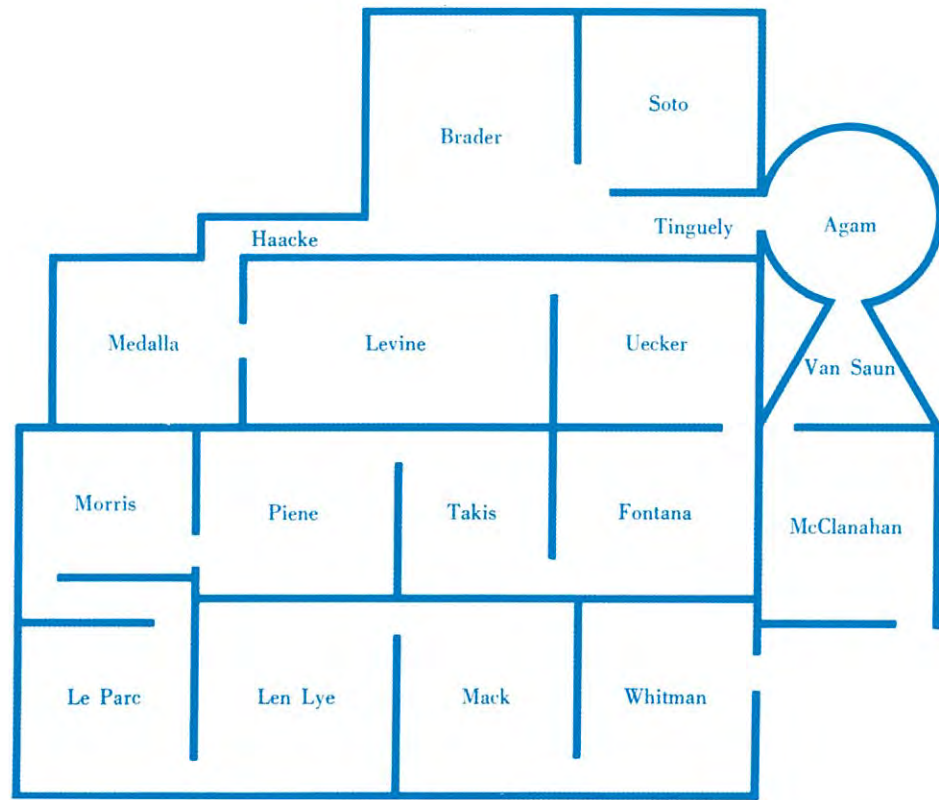 Soto
Brader
Tinguely
Agam
Haacke
Medalla
Levine
Uecker
Van Saun
Morris
Piene
Takis
Fontana
McClanahan
Le Parc
Len Lye
Mack
Whitman